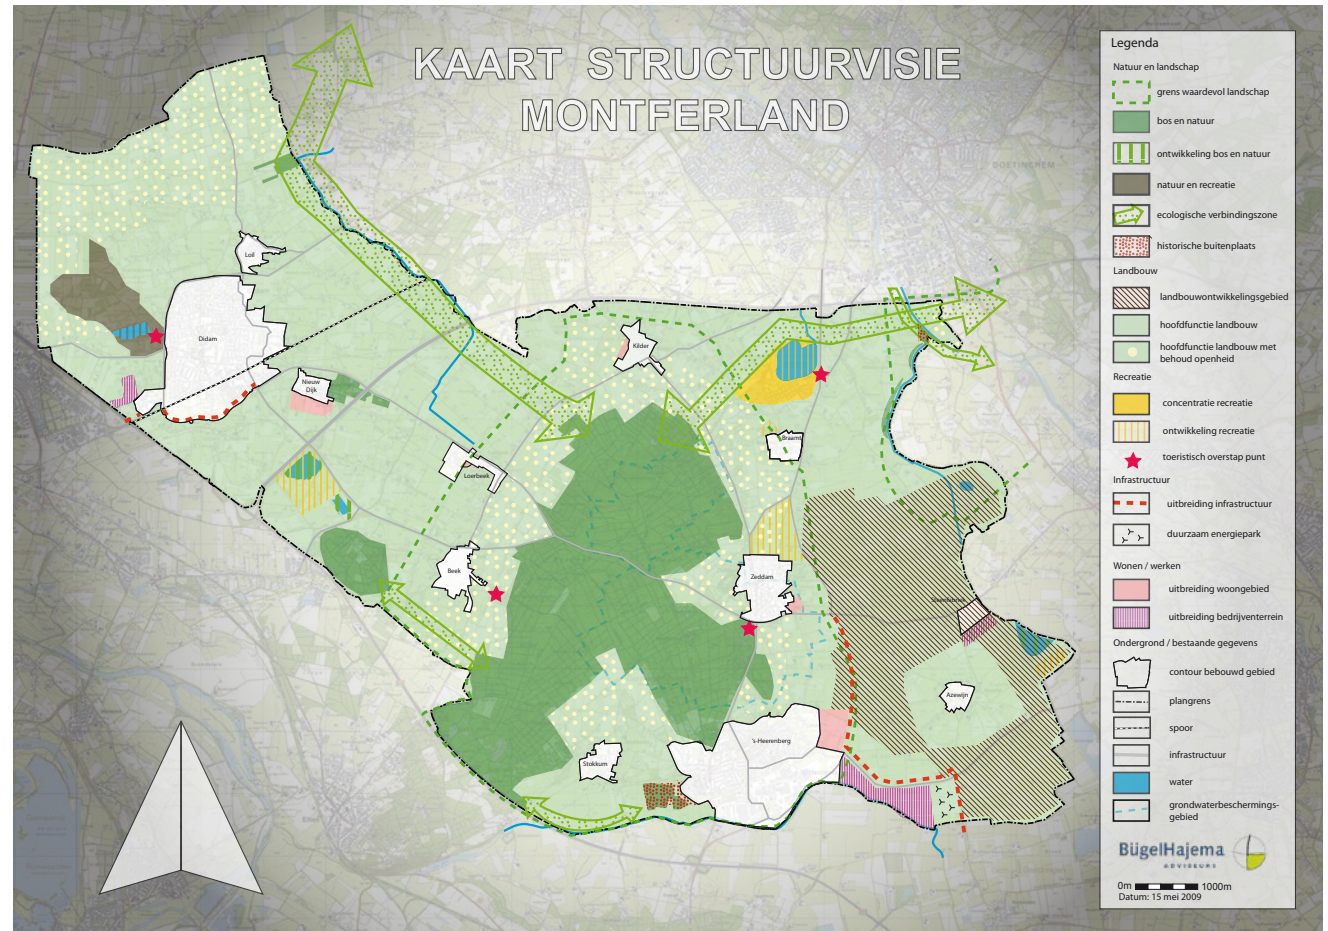 KAART STRUCTUURVISIE
MONTFERLAND
DOETINCHEM
Loil
Didam
Nieuw
Dijk
Kilder
Braamt
Loerbeek
Beek
Zeddam
Azewijn
's-Heerenberg
Stokkum
Legenda
Natuur en landschap
grens waardevol landschap
bos en natuur
ontwikkeling bos en natuur
natuur en recreatie
ecologische verbindingszone
historische buitenplaats
Landbouw
landbouwontwikkelingsgebied
hoofdfunctie landbouw
hoofdfunctie landbouw met
behoud openheid
Recreatie
concentratie recreatie
ontwikkeling recreatie
toeristisch overstap punt
Infrastructuur
uitbreiding infrastructuur
duurzaam energiepark
Wonen / werken
uitbreiding woongebied
uitbreiding bedrijventerrein
Ondergrond / bestaande gegevens
contour bebouwd gebied
plangrens
spoor
infrastructuur
water
grondwaterbeschermings-
gebied
BügelHajema
ADVISEURS
0m 1000m
Datum: 15 mei 2009